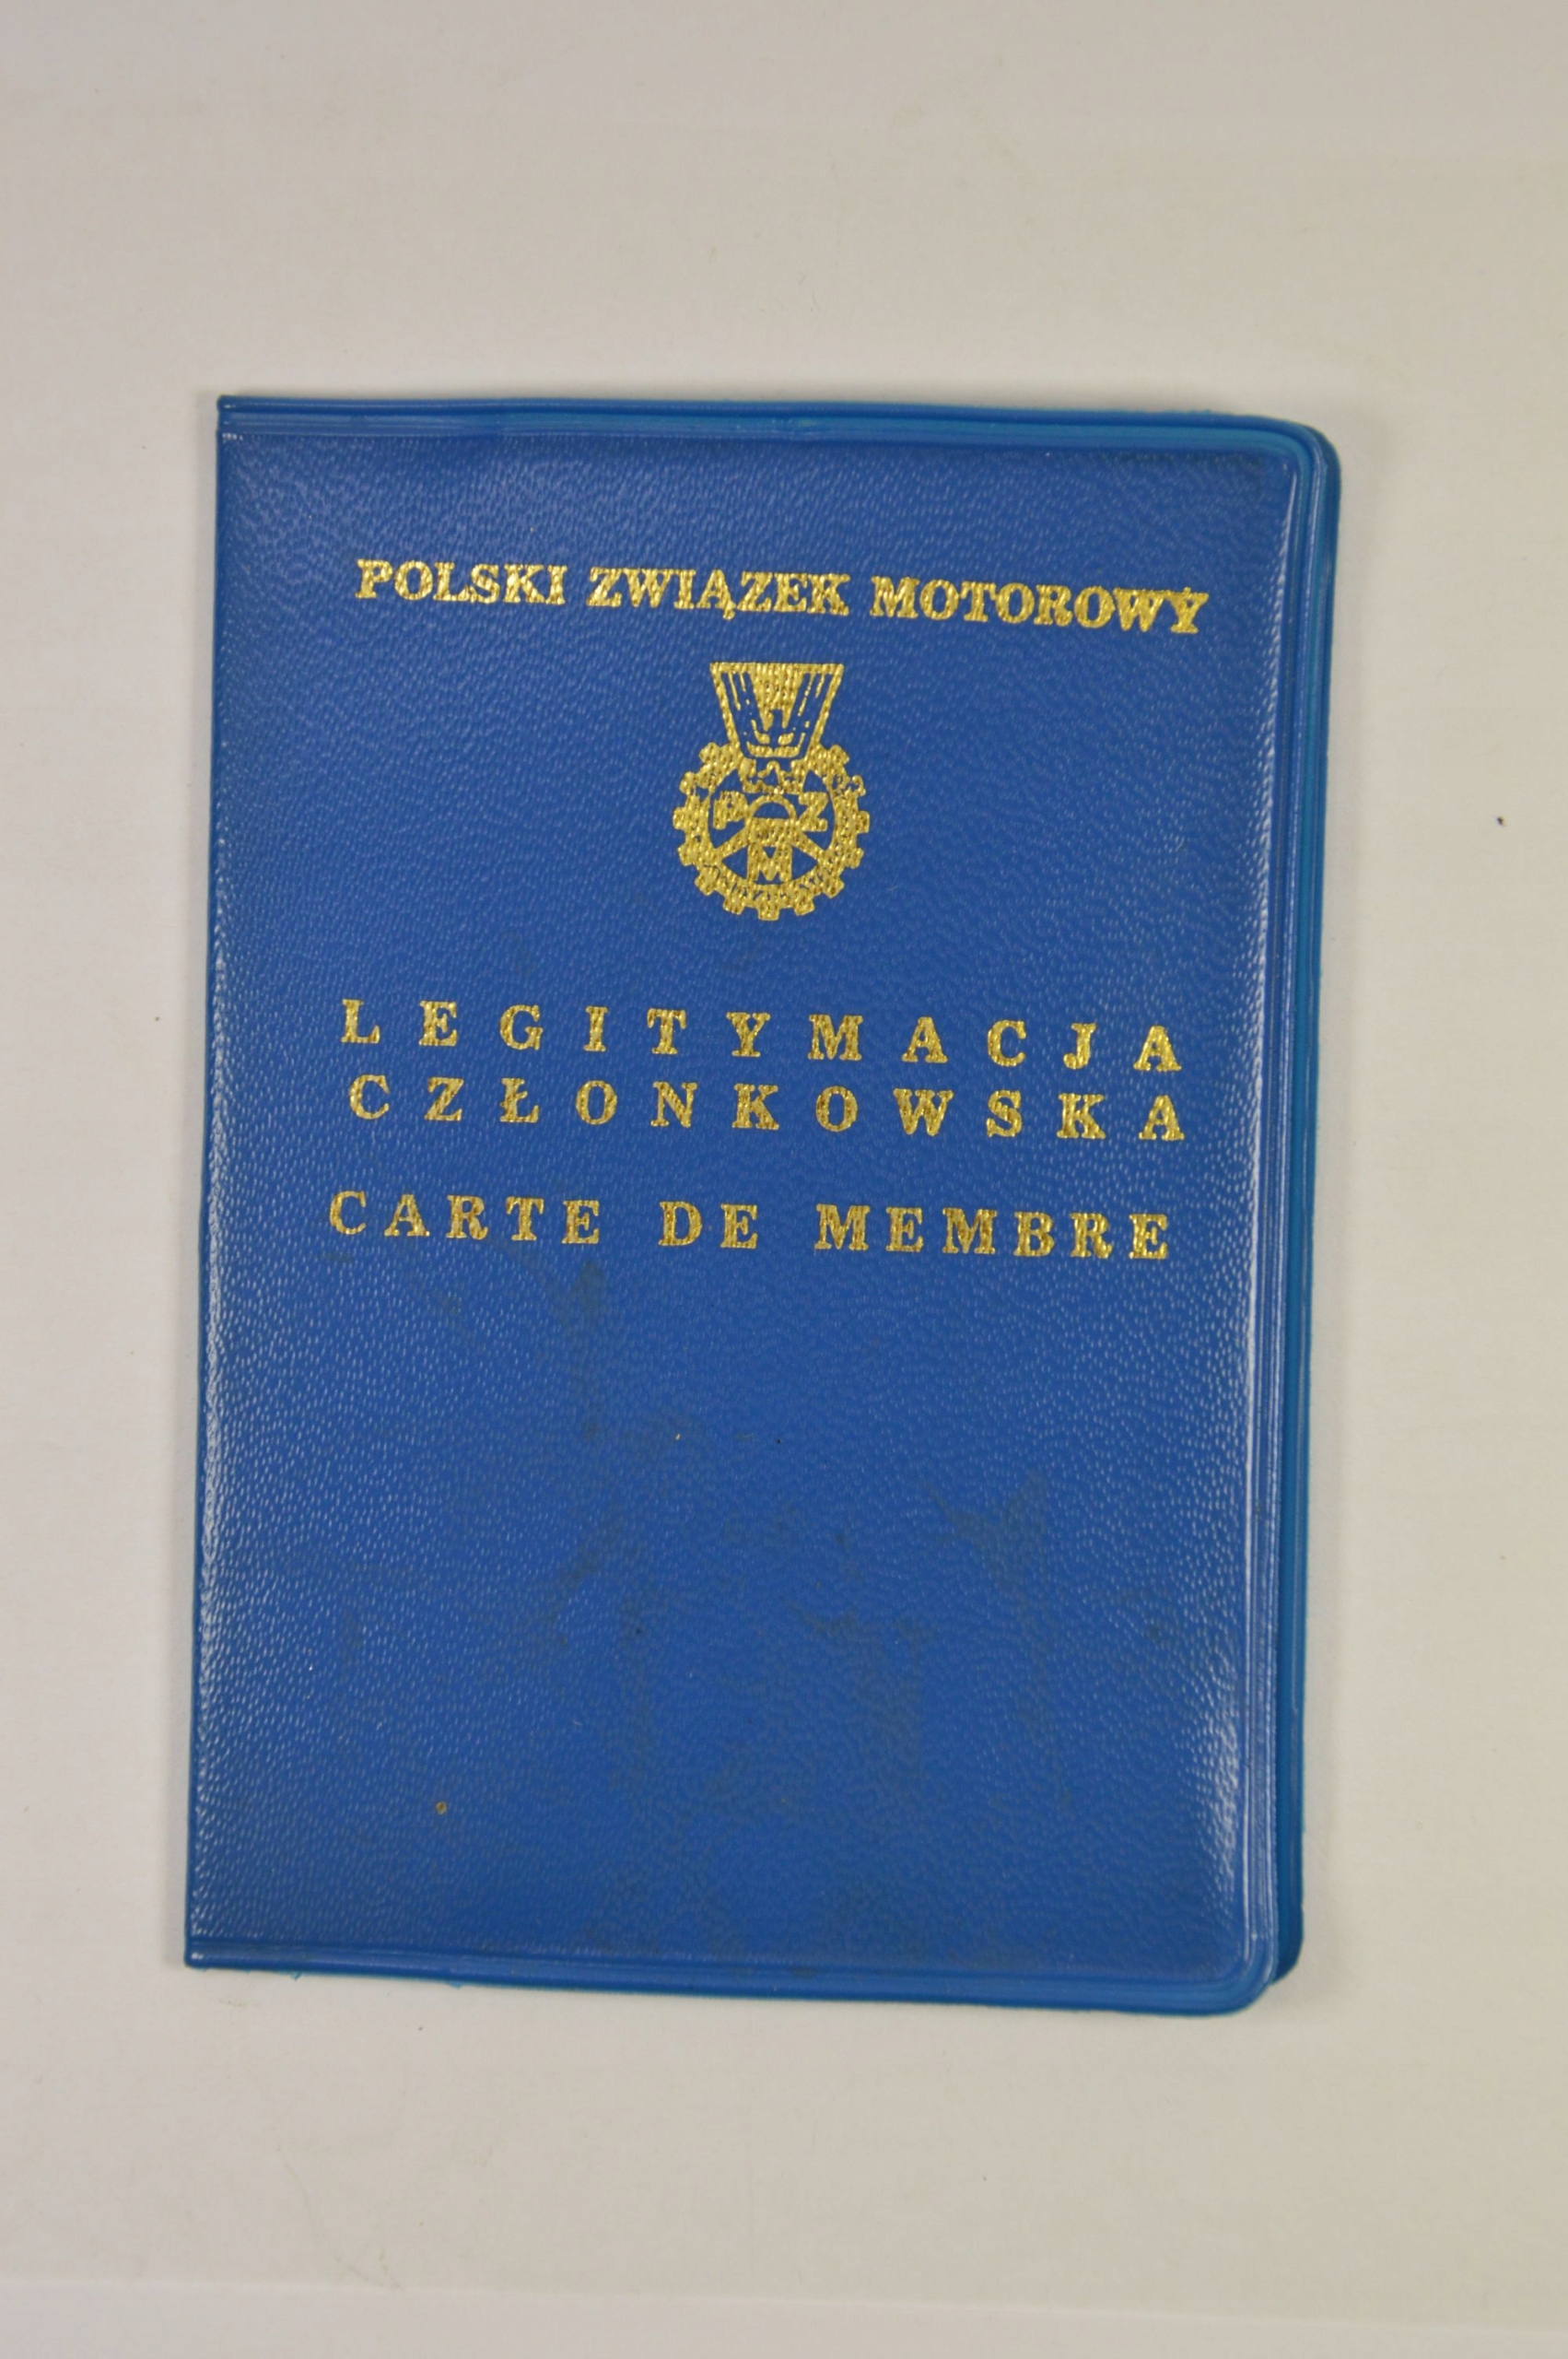 POLSKI ZWIĄZEK MOTOROWY
P Z
M
LEGITYMACJA
CZŁONKOWSKA
CARTE DE MEMBRE